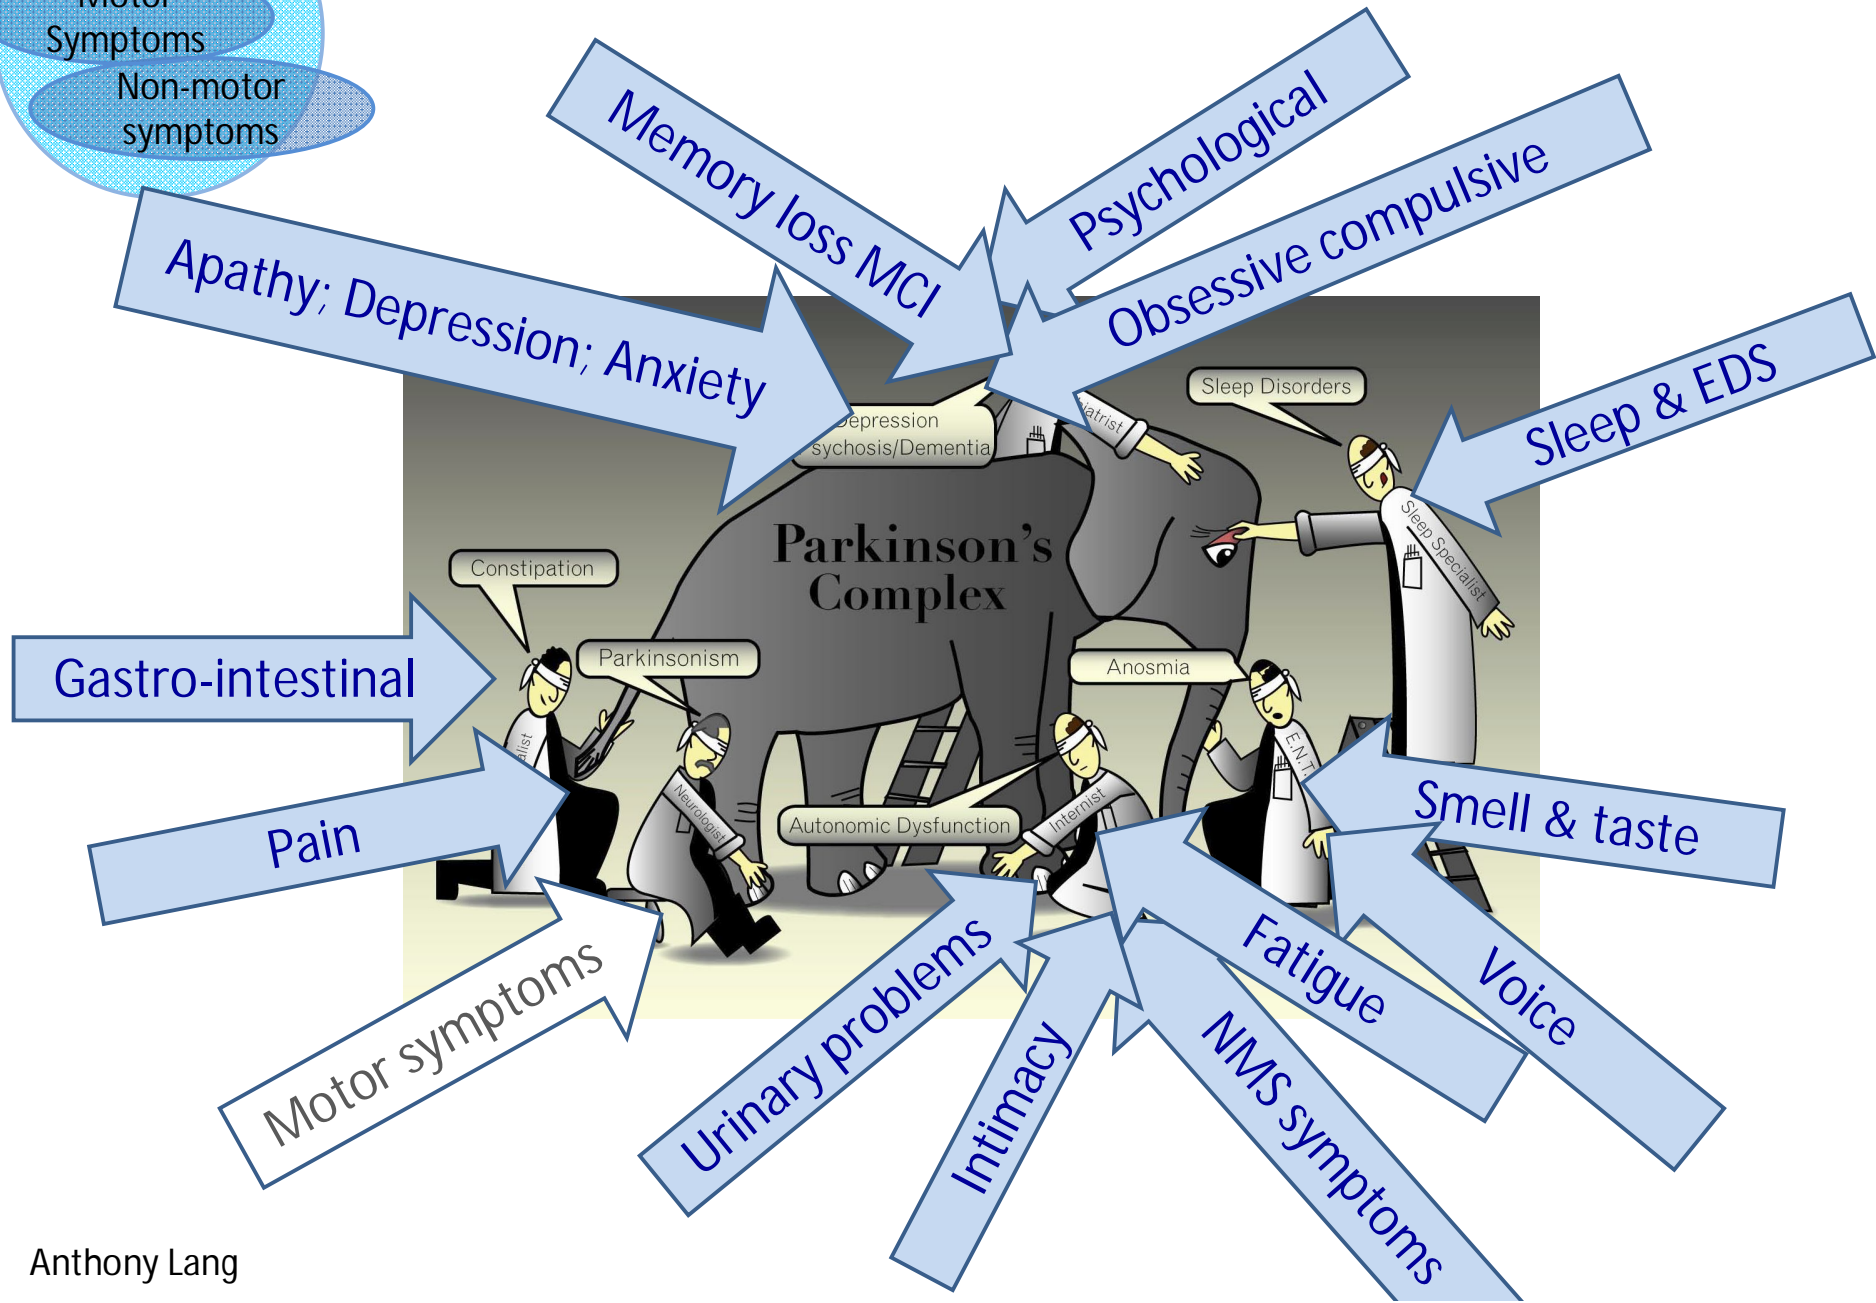 Symptoms
Non-motor
symptoms
Memory loss MCI
Psychological
Obsessive compulsive
Apathy; Depression; Anxiety
Sleep & EDS
Sleep Disorders
Depression
sychosis/Dementia
iatrist
Sleep Specialist
Parkinson's
Complex
Constipation
Gastro-intestinal
Parkinsonism
Anosmia
alist
E.N.T.
Neurologist
Internist
Autonomic Dysfunction
Smell & taste
Pain
Motor symptoms
Urinary problems
Intimacy
Fatigue
Voice
NMS symptoms
Anthony Lang